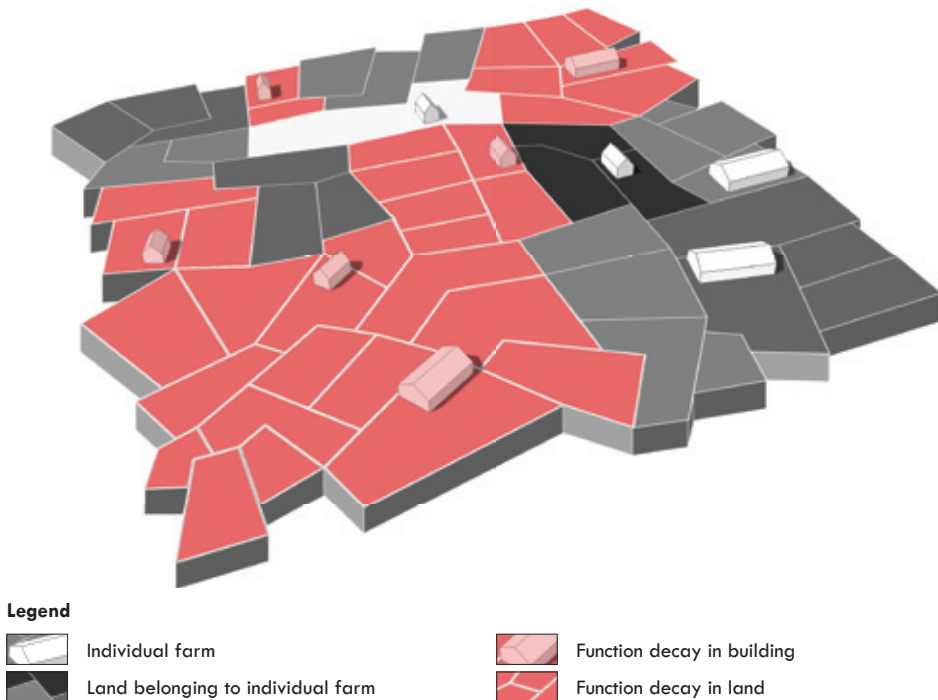 Legend
Individual farm
Function decay in building
Land belonging to individual farm
Function decay in land